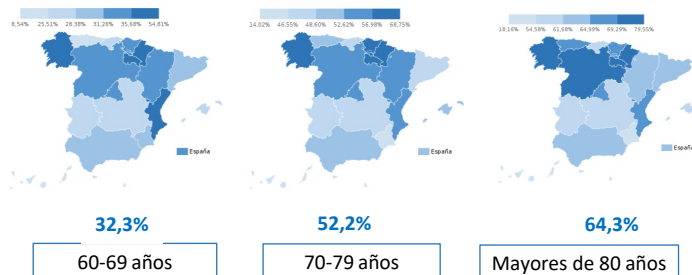 8,54% 25,51% 28,38% 31,26% 35,68% 54,81%
14,02% 46,55% 48,60% 52,62% 56,98% 68,75%
18,16% 54,58% 61,68% 64,99% 69,29% 79,55%
España
España
España
32,3%
52,2%
64,3%
60-69 años
70-79 años
Mayores de 80 años